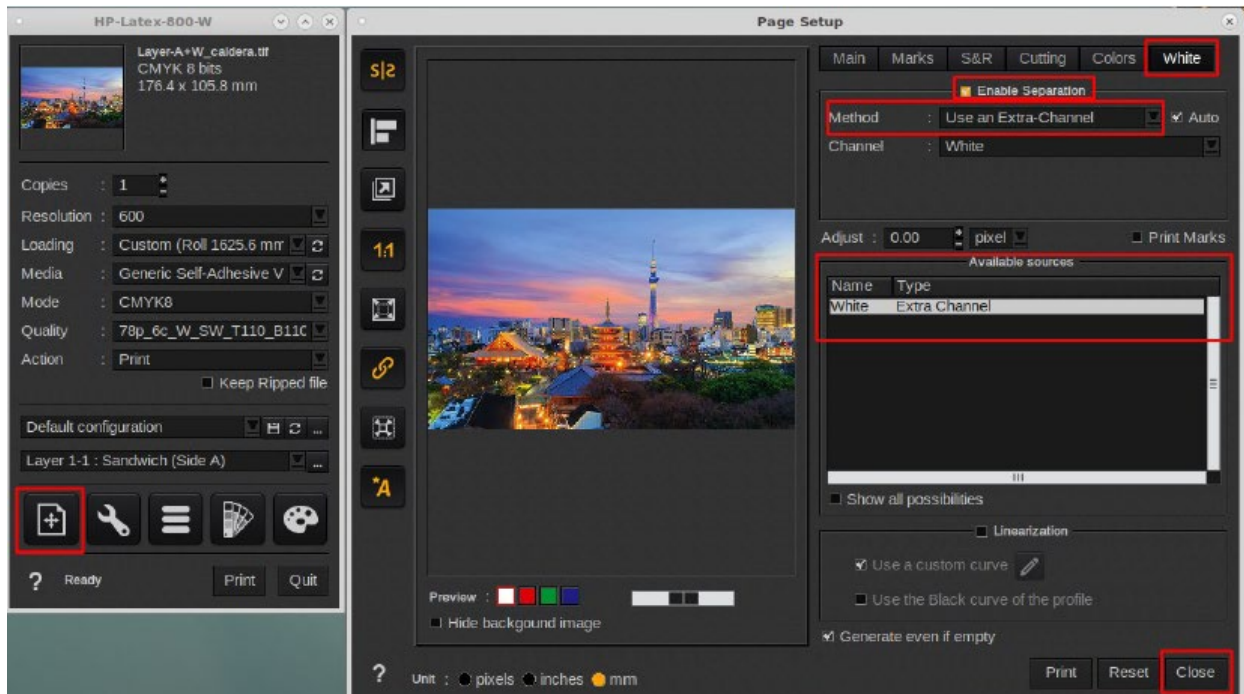 HP-Latex-800-W
Layer-A+W_caldera.tif
CMYK 8 bits
176.4 x 105.8 mm
Copies : 1
Resolution : 600
Loading : Custom (Roll 1625.6 mm
Media : Generic Self-Adhesive V
Mode : CMYK8
Quality : 78p_6c_W_SW_T110_B110
Action : Print
Keep Ripped file
Default configuration ...
Layer 1-1 : Sandwich (Side A) ...
? Ready Print Quit
Page Setup
S|S
1:1
*A
Preview :
Hide backgound image
? Unit : pixels inches mm
Main Marks S&R Cutting Colors White
Enable Separation
Method : Use an Extra-Channel Auto
Channel : White
Adjust : 0.00 pixel Print Marks
Available sources
Name Type
White Extra Channel
Show all possibilities
Linearization
Use a custom curve
Use the Black curve of the profile
Generate even if empty
Print Reset Close